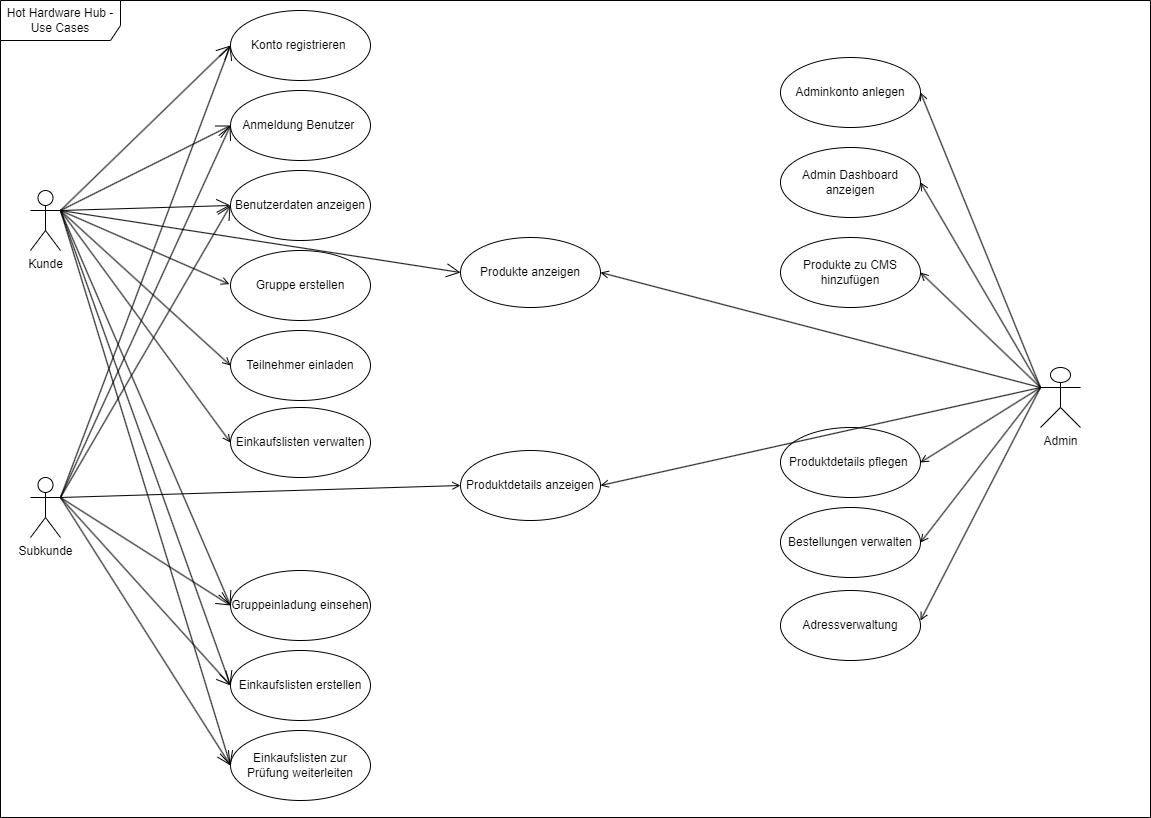 Hot Hardware Hub -
Use Cases
Konto registrieren
Anmeldung Benutzer
Benutzerdaten anzeigen
Gruppe erstellen
Teilnehmer einladen
Einkaufslisten verwalten
Kunde
Subkunde
Gruppeinladung einsehen
Einkaufslisten erstellen
Einkaufslisten zur
Prüfung weiterleiten
Produkte anzeigen
Produktdetails anzeigen
Adminkonto anlegen
Admin Dashboard
anzeigen
Produkte zu CMS
hinzufügen
Produktdetails pflegen
Bestellungen verwalten
Adressverwaltung
Admin